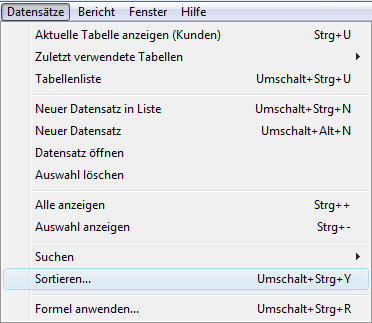 Datensätze Bericht Fenster Hilfe
Aktuelle Tabelle anzeigen (Kunden) Strg+U
Zuletzt verwendete Tabellen
Tabellenliste Umschalt+Strg+U
Neuer Datensatz in Liste Umschalt+Strg+N
Neuer Datensatz Umschalt+Alt+N
Datensatz öffnen
Auswahl löschen
Alle anzeigen Strg++
Auswahl anzeigen Strg+-
Suchen
Sortieren... Umschalt+Strg+Y
Formel anwenden... Umschalt+Strg+R